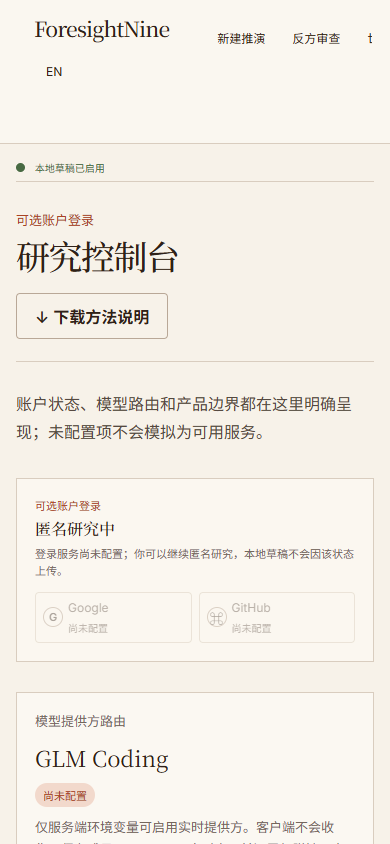 ForesightNine
新建推演
反方审查
EN
本地草稿已启用
可选账户登录
研究控制台
↓ 下载方法说明
账户状态、模型路由和产品边界都在这里明确呈
现；未配置项不会模拟为可用服务。
可选账户登录
匿名研究中
登录服务尚未配置；你可以继续匿名研究，本地草稿不会因该状态
上传。
G
Google
尚未配置
⌘
GitHub
尚未配置
模型提供方路由
GLM Coding
尚未配置
仅服务端环境变量可启用实际提供方。客户端不会收